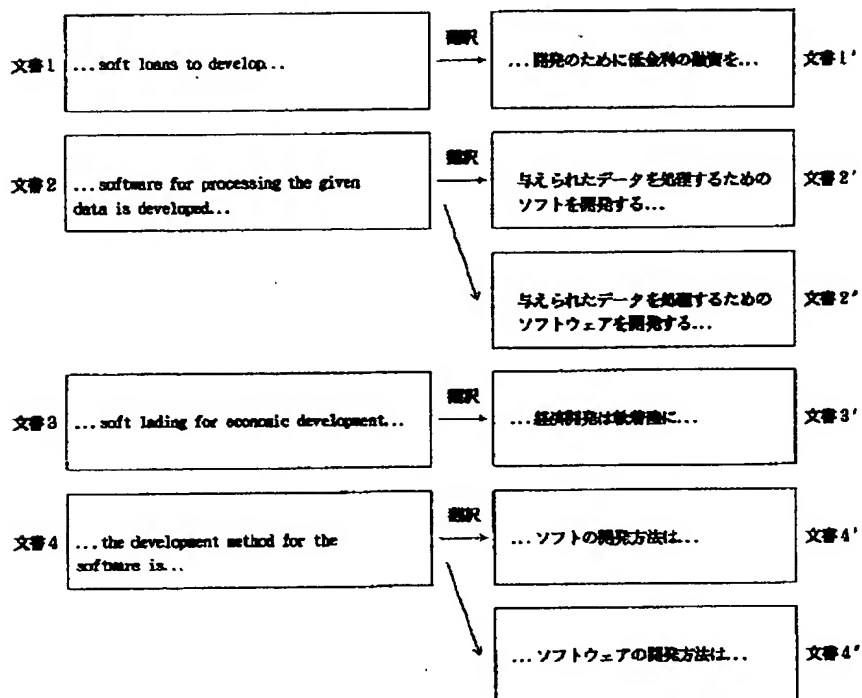 文書1 ...soft loans to develop... 翻訳 ...開発のために低金利の融資を... 文書1'
文書2 ...software for processing the given
data is developed... 翻訳 与えられたデータを処理するための
ソフトを開発する... 文書2'
与えられたデータを処理するための
ソフトウェアを開発する... 文書2"
文書3 ...soft lading for economic development... 翻訳 ...経済開発は軟着陸に... 文書3'
文書4 ...the development method for the
software is... 翻訳 ...ソフトの開発方法は... 文書4'
...ソフトウェアの開発方法は... 文書4"